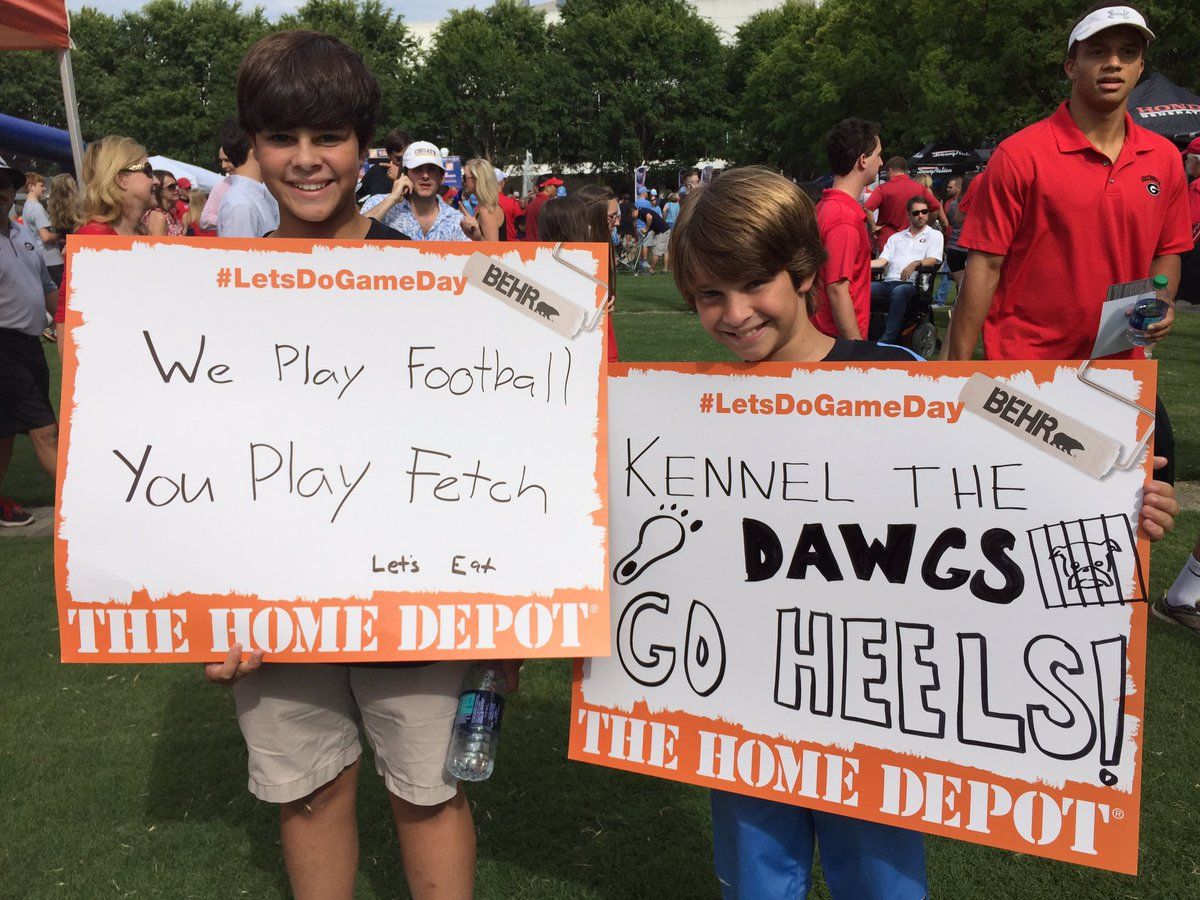 #LetsDoGameDay
BEHR
We Play Football
You Play Fetch
Let's Eat
THE HOME DEPOT®
#LetsDoGameDay
BEHR
KENNEL THE
DAWGS
GO HEELS!
THE HOME DEPOT®
HONDA